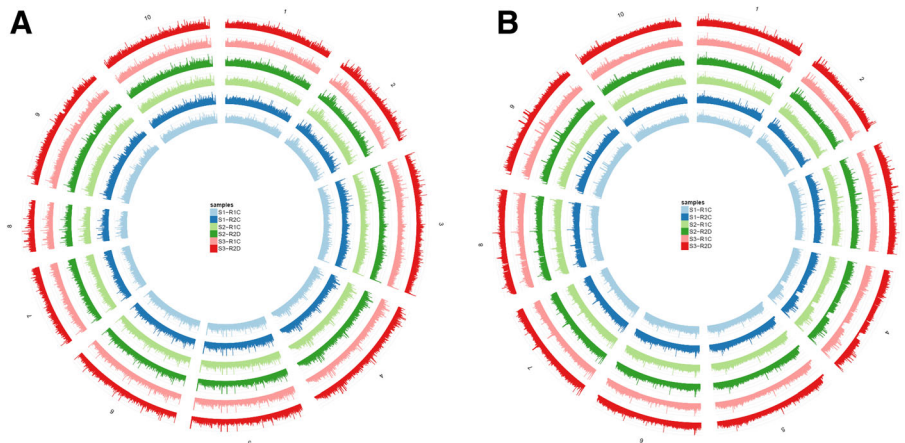 A
10
1
2
3
4
5
6
7
8
9
samples
S1-R1C
S1-R2C
S2-R1C
S2-R2D
S3-R1C
S3-R2D
B
10
1
2
3
4
5
6
7
8
9
samples
S1-R1C
S1-R2C
S2-R1C
S2-R2D
S3-R1C
S3-R2D